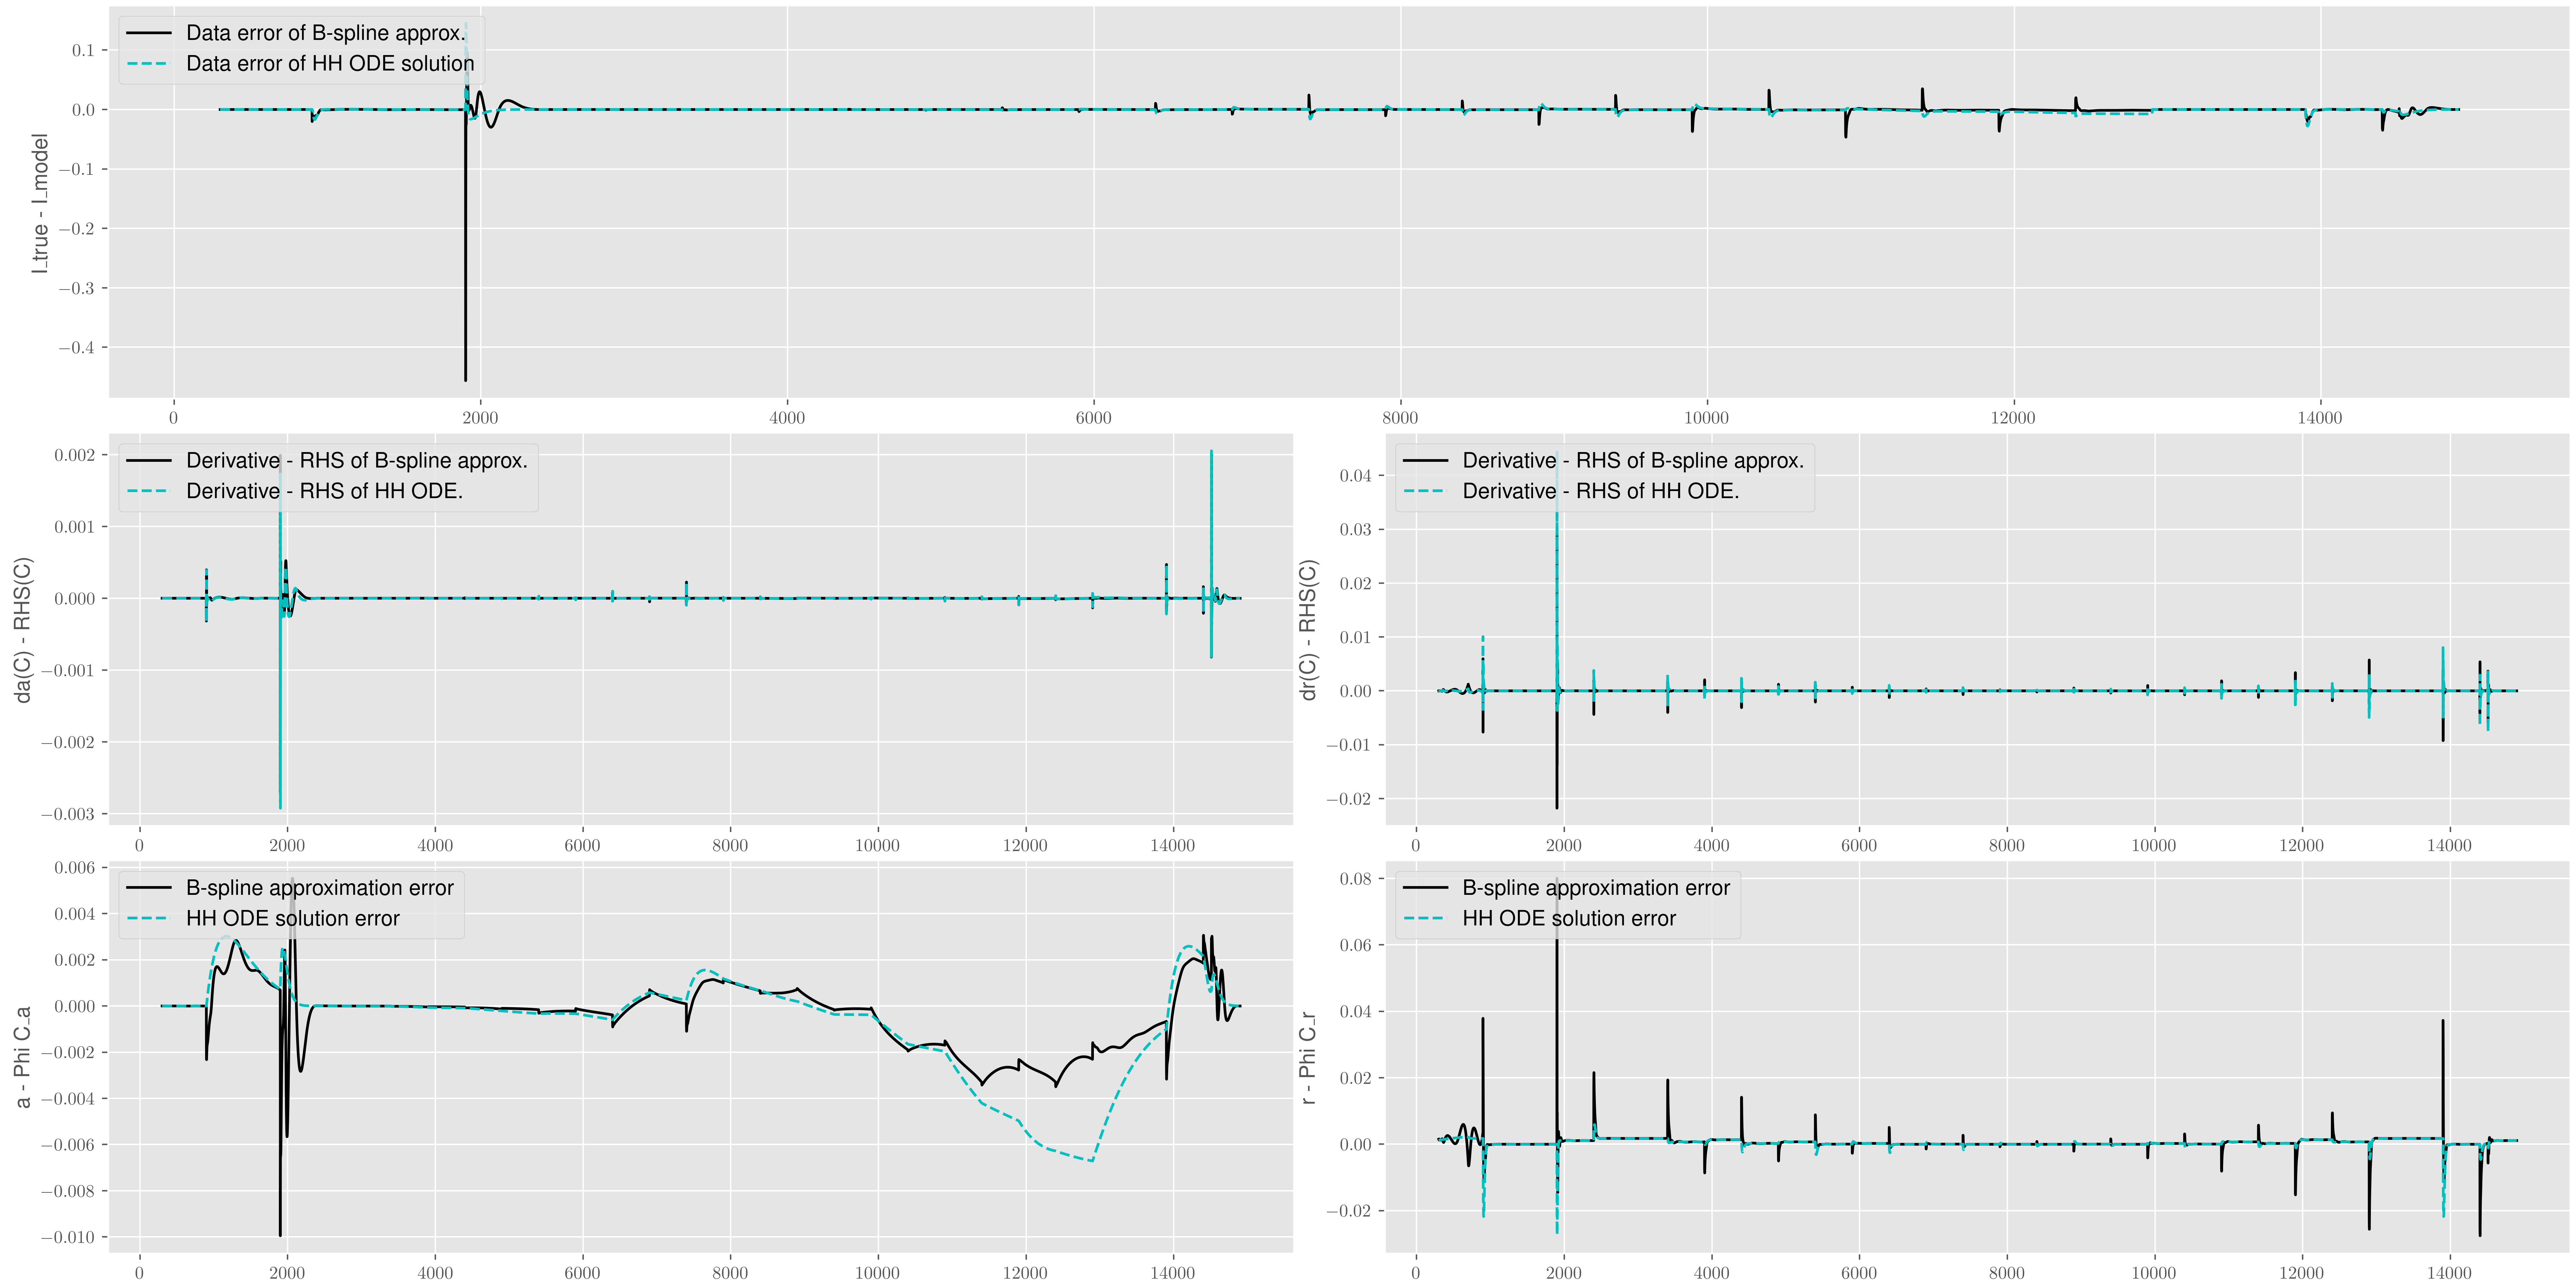 Data error of B-spline approx.
Data error of HH ODE solution
I_true - I_model
0.1
0.0
−0.1
−0.2
−0.3
−0.4
0 2000 4000 6000 8000 10000 12000 14000
Derivative - RHS of B-spline approx.
Derivative - RHS of HH ODE.
da(C) - RHS(C)
0.002
0.001
0.000
−0.001
−0.002
−0.003
0 2000 4000 6000 8000 10000 12000 14000
Derivative - RHS of B-spline approx.
Derivative - RHS of HH ODE.
dr(C) - RHS(C)
0.04
0.03
0.02
0.01
0.00
−0.01
−0.02
0 2000 4000 6000 8000 10000 12000 14000
B-spline approximation error
HH ODE solution error
a - Phi C_a
0.006
0.004
0.002
0.000
−0.002
−0.004
−0.006
−0.008
−0.010
0 2000 4000 6000 8000 10000 12000 14000
B-spline approximation error
HH ODE solution error
r - Phi C_r
0.08
0.06
0.04
0.02
0.00
−0.02
0 2000 4000 6000 8000 10000 12000 14000